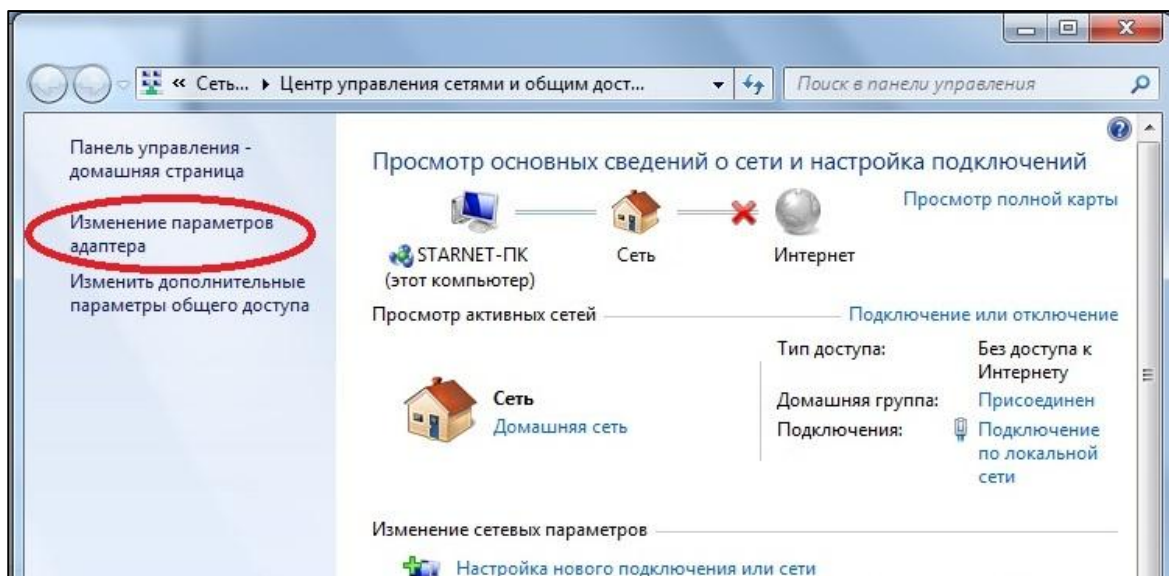 « Сеть... ▸ Центр управления сетями и общим дост...
Поиск в панели управления
Панель управления -
домашняя страница
Изменение параметров
адаптера
Изменить дополнительные
параметры общего доступа
Просмотр основных сведений о сети и настройка подключений
Просмотр полной карты
STARNET-ПК
(этот компьютер)
Сеть
Интернет
Просмотр активных сетей
Подключение или отключение
Сеть
Домашняя сеть
Тип доступа:
Без доступа к
Интернету
Домашняя группа:
Присоединен
Подключения:
Подключение
по локальной
сети
Изменение сетевых параметров
Настройка нового подключения или сети